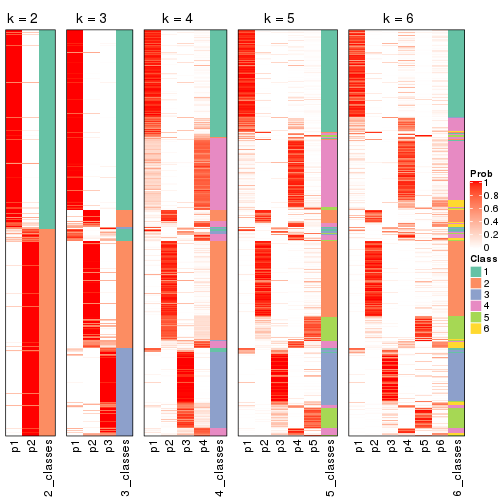 k = 2
k = 3
k = 4
k = 5
k = 6
p1
p2
2_classes
p1
p2
p3
3_classes
p1
p2
p3
p4
4_classes
p1
p2
p3
p4
p5
5_classes
p1
p2
p3
p4
p5
p6
6_classes
Prob
1
0.8
0.6
0.4
0.2
0
Class
1
2
3
4
5
6